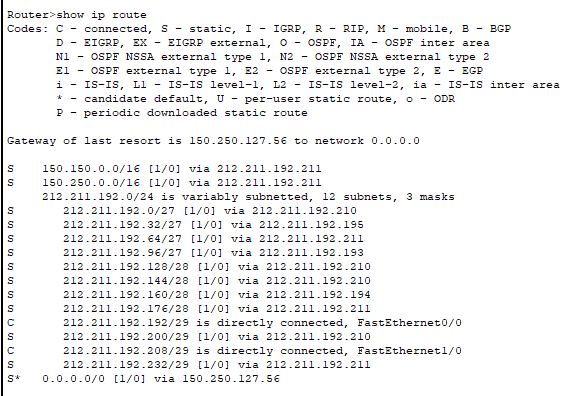 Router>show ip route
Codes: C - connected, S - static, I - IGRP, R - RIP, M - mobile, B - BGP
       D - EIGRP, EX - EIGRP external, O - OSPF, IA - OSPF inter area
       N1 - OSPF NSSA external type 1, N2 - OSPF NSSA external type 2
       E1 - OSPF external type 1, E2 - OSPF external type 2, E - EGP
       i - IS-IS, L1 - IS-IS level-1, L2 - IS-IS level-2, ia - IS-IS inter area
       * - candidate default, U - per-user static route, o - ODR
       P - periodic downloaded static route
Gateway of last resort is 150.250.127.56 to network 0.0.0.0
S    150.150.0.0/16 [1/0] via 212.211.192.211
S    150.250.0.0/16 [1/0] via 212.211.192.211
     212.211.192.0/24 is variably subnetted, 12 subnets, 3 masks
S       212.211.192.0/27 [1/0] via 212.211.192.210
S       212.211.192.32/27 [1/0] via 212.211.192.195
S       212.211.192.64/27 [1/0] via 212.211.192.211
S       212.211.192.96/27 [1/0] via 212.211.192.193
S       212.211.192.128/28 [1/0] via 212.211.192.210
S       212.211.192.144/28 [1/0] via 212.211.192.210
S       212.211.192.160/28 [1/0] via 212.211.192.194
S       212.211.192.176/28 [1/0] via 212.211.192.211
C       212.211.192.192/29 is directly connected, FastEthernet0/0
S       212.211.192.200/29 [1/0] via 212.211.192.210
C       212.211.192.208/29 is directly connected, FastEthernet1/0
S       212.211.192.232/29 [1/0] via 212.211.192.211
S*   0.0.0.0/0 [1/0] via 150.250.127.56